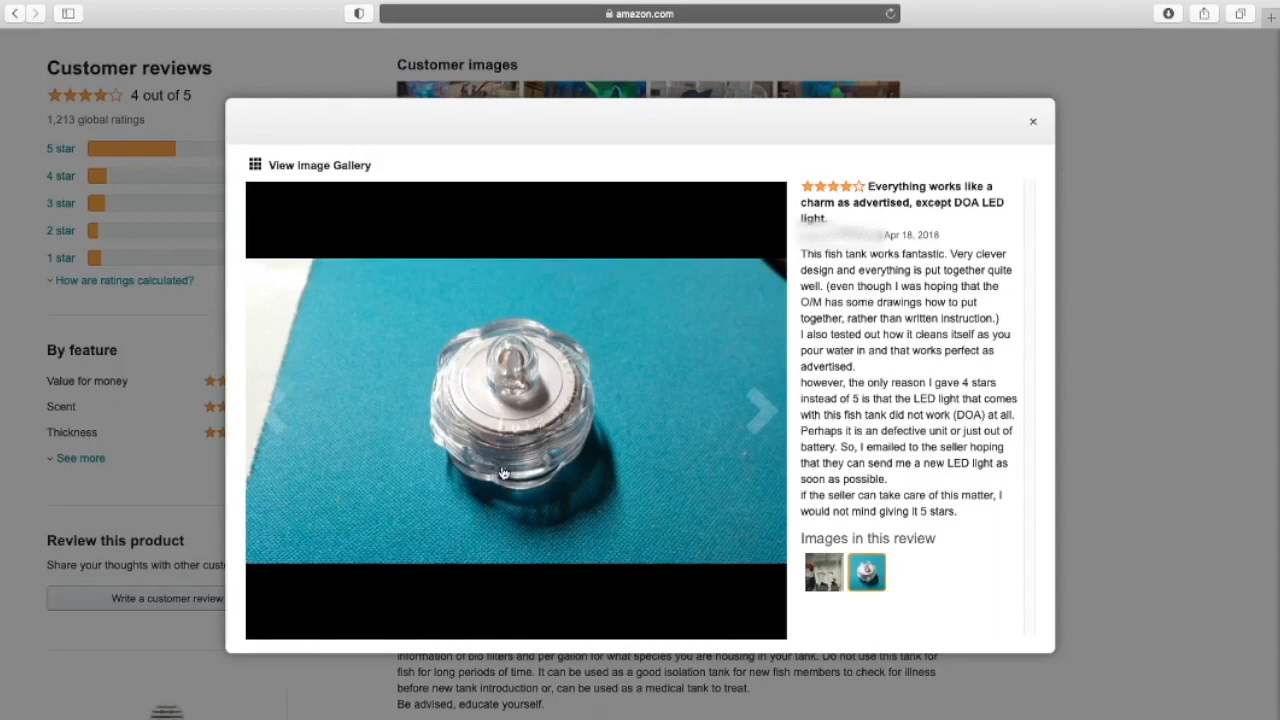 amazon.com
Customer reviews
4 out of 5
1,213 global ratings
5 star
4 star
3 star
2 star
1 star
How are ratings calculated?
By feature
Value for money
Scent
Thickness
See more
Review this product
Share your thoughts with other
Write a customer review
Customer images
×
View Image Gallery
Everything works like a
charm as advertised, except DOA LED
light.
Apr 18, 2018
This fish tank works fantastic. Very clever
design and everything is put together quite
well. (even though I was hoping that the
O/M has some drawings how to put
together, rather than written instruction.)
I also tested out how it cleans itself as you
pour water in and that works perfect as
advertised.
however, the only reason I gave 4 stars
instead of 5 is that the LED light that comes
with this fish tank did not work (DOA) at all.
Perhaps it is an defective unit or just out of
battery. So, I emailed to the seller hoping
that they can send me a new LED light as
soon as possible.
if the seller can take care of this matter, I
would not mind giving it 5 stars.
Images in this review
information of bio filters and per gallon for what species you are housing in your tank. Do not use this tank for
fish for long periods of time. It can be used as a good isolation tank for new fish members to check for illness
before new tank introduction or, can be used as a medical tank to treat.
Be advised, educate yourself.